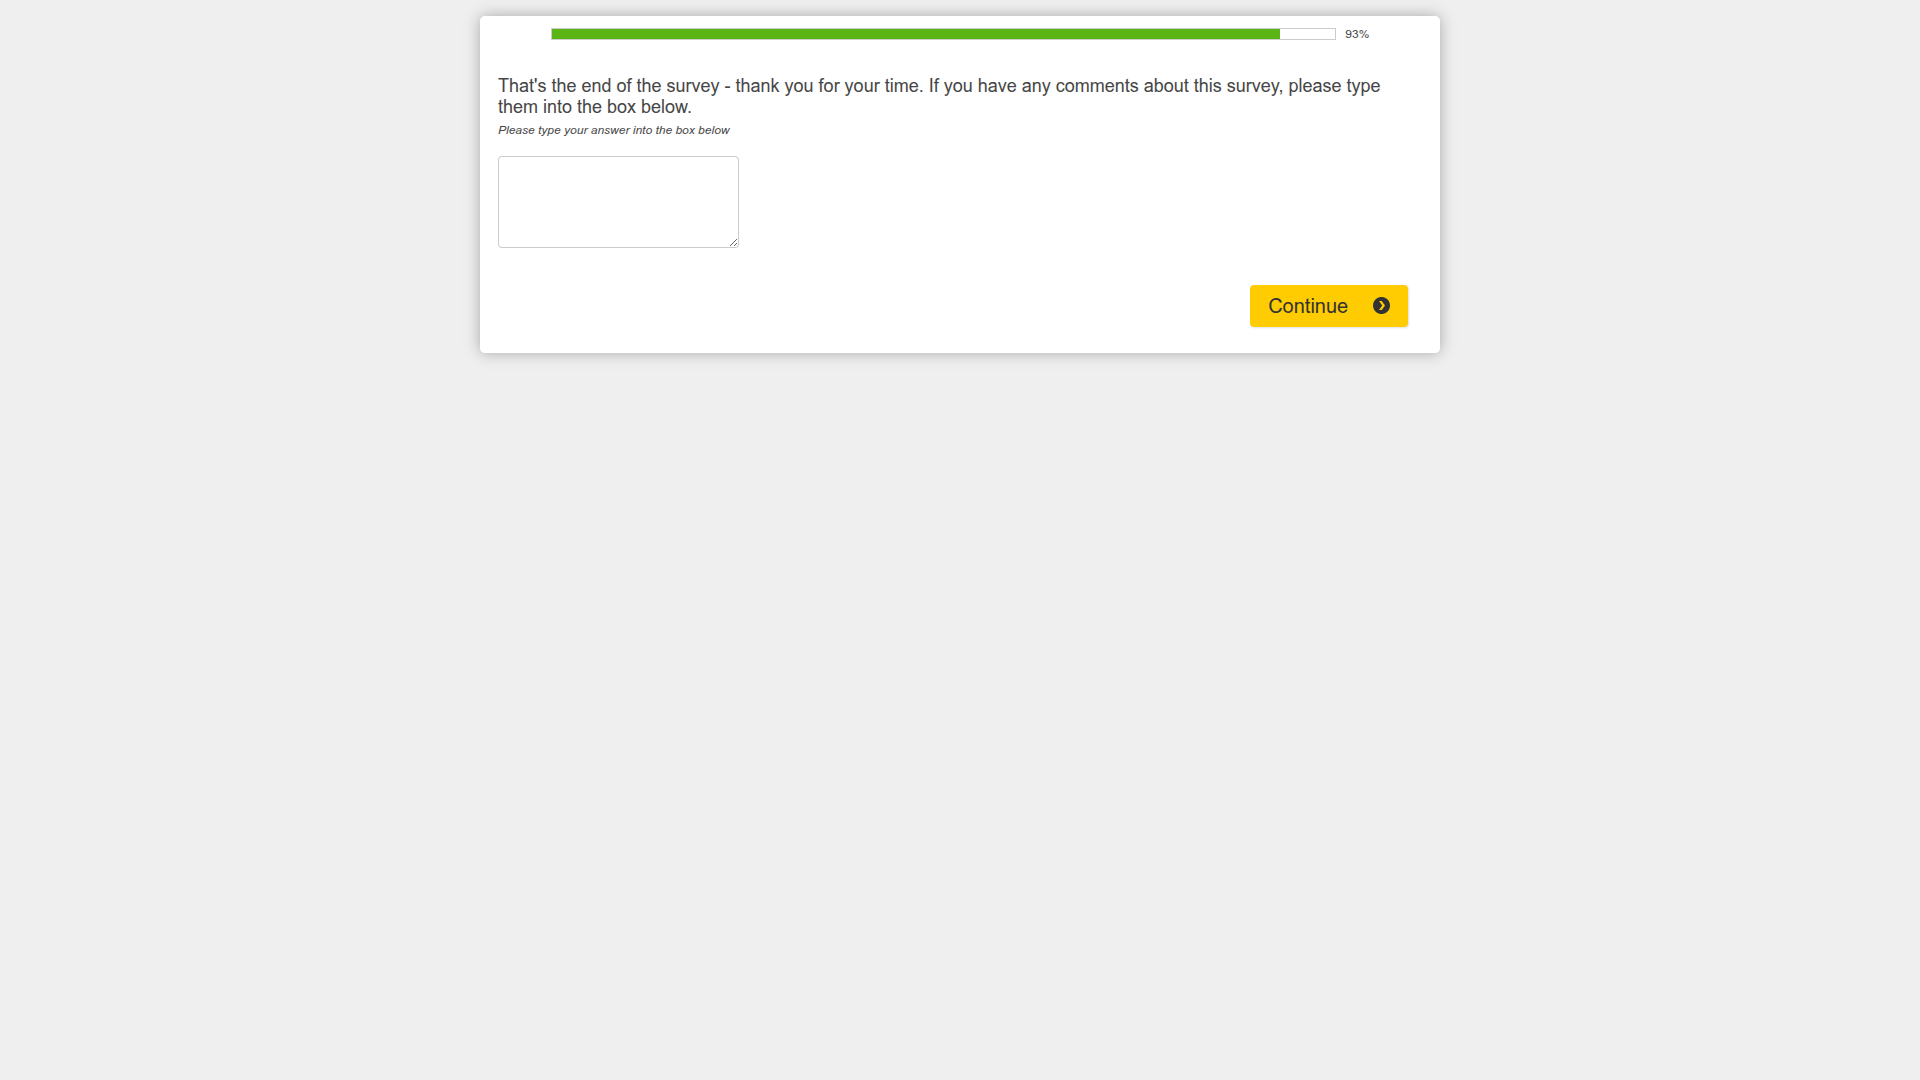 93%
That's the end of the survey - thank you for your time. If you have any comments about this survey, please type
them into the box below.
Please type your answer into the box below
Continue